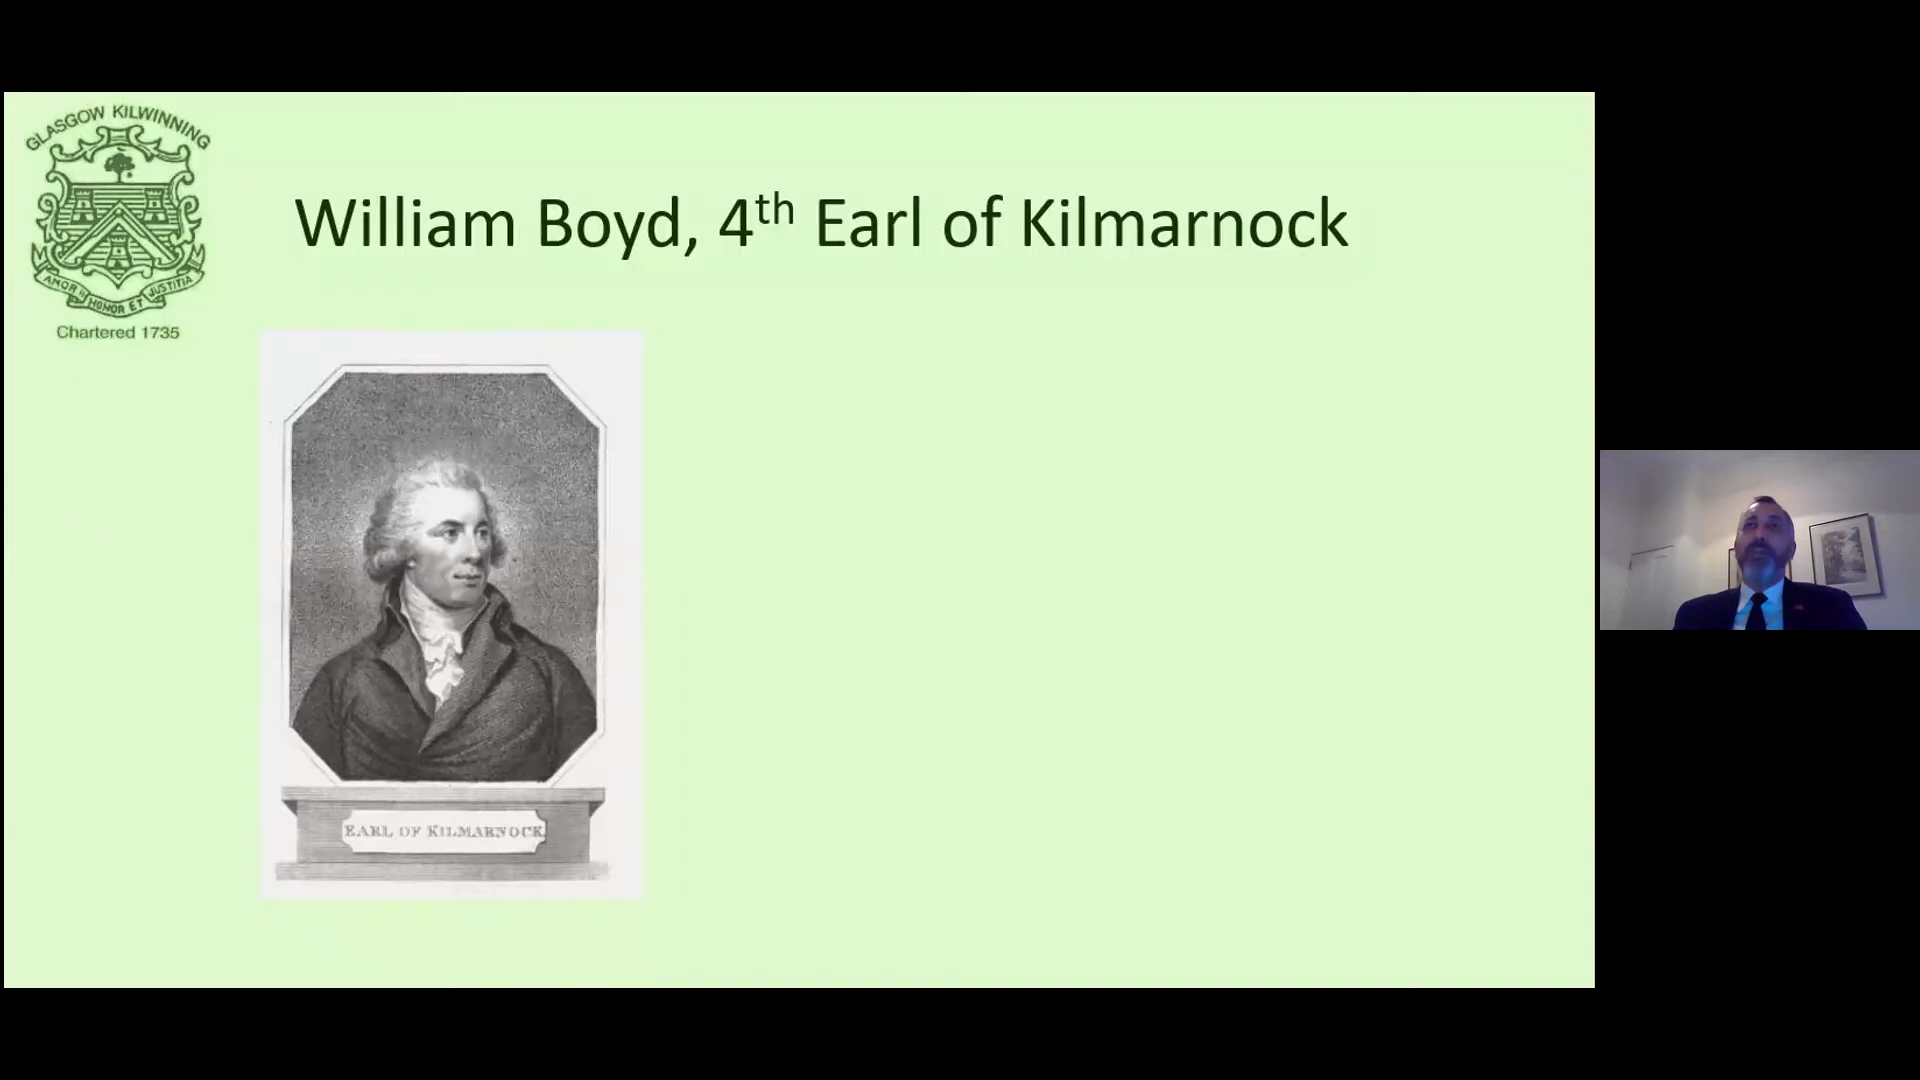 GLASGOW KILWINNING
AMOR HONOR ET JUSTITIA
Chartered 1735
William Boyd, 4th Earl of Kilmarnock
EARL OF KILMARNOCK